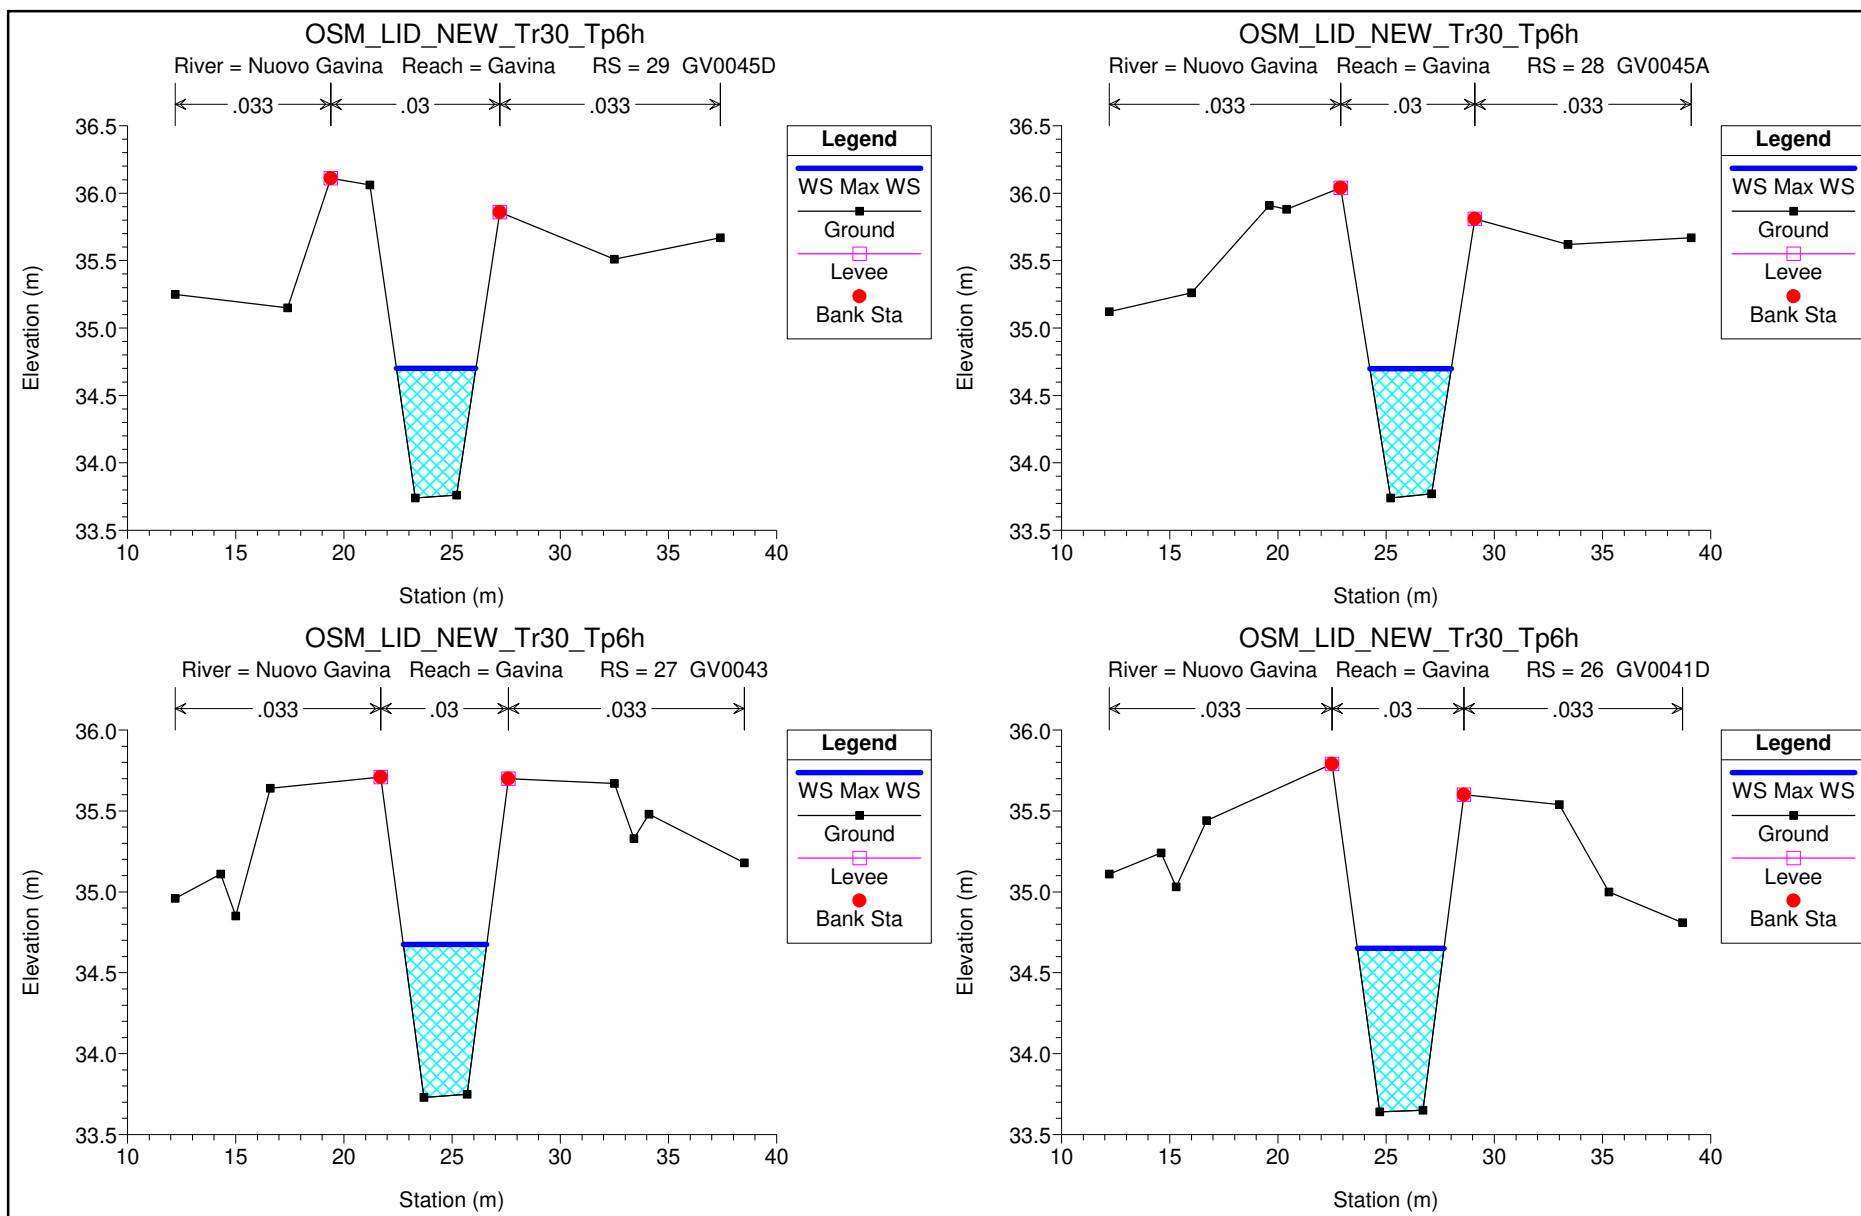 OSM_LID_NEW_Tr30_Tp6h
River = Nuovo Gavina Reach = Gavina RS = 29 GV0045D
.033 .03 .033
36.5
36.0
35.5
35.0
34.5
34.0
33.5
Elevation (m)
10 15 20 25 30 35 40
Station (m)
Legend
WS Max WS
Ground
Levee
Bank Sta
OSM_LID_NEW_Tr30_Tp6h
River = Nuovo Gavina Reach = Gavina RS = 28 GV0045A
.033 .03 .033
36.5
36.0
35.5
35.0
34.5
34.0
33.5
Elevation (m)
10 15 20 25 30 35 40
Station (m)
Legend
WS Max WS
Ground
Levee
Bank Sta
OSM_LID_NEW_Tr30_Tp6h
River = Nuovo Gavina Reach = Gavina RS = 27 GV0043
.033 .03 .033
36.0
35.5
35.0
34.5
34.0
33.5
Elevation (m)
10 15 20 25 30 35 40
Station (m)
Legend
WS Max WS
Ground
Levee
Bank Sta
OSM_LID_NEW_Tr30_Tp6h
River = Nuovo Gavina Reach = Gavina RS = 26 GV0041D
.033 .03 .033
36.0
35.5
35.0
34.5
34.0
33.5
Elevation (m)
10 15 20 25 30 35 40
Station (m)
Legend
WS Max WS
Ground
Levee
Bank Sta